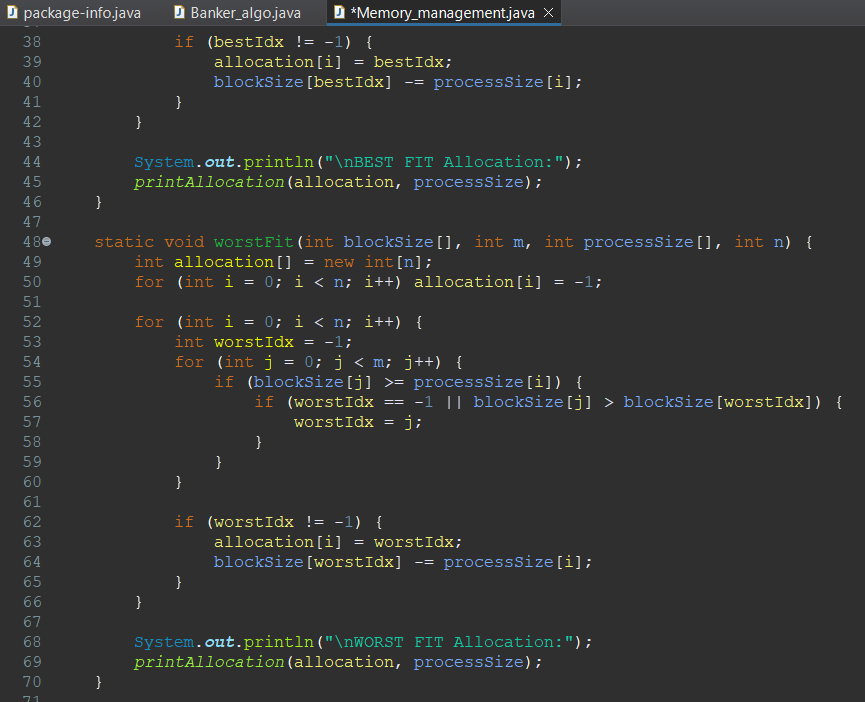 package-info.java Banker_algo.java *Memory_management.java
38 if (bestIdx != -1) {
39 allocation[i] = bestIdx;
40 blockSize[bestIdx] -= processSize[i];
41 }
42 }
43
44 System.out.println("\nBEST FIT Allocation:");
45 printAllocation(allocation, processSize);
46 }
47
48 static void worstFit(int blockSize[], int m, int processSize[], int n) {
49 int allocation[] = new int[n];
50 for (int i = 0; i < n; i++) allocation[i] = -1;
51
52 for (int i = 0; i < n; i++) {
53 int worstIdx = -1;
54 for (int j = 0; j < m; j++) {
55 if (blockSize[j] >= processSize[i]) {
56 if (worstIdx == -1 || blockSize[j] > blockSize[worstIdx]) {
57 worstIdx = j;
58 }
59 }
60 }
61
62 if (worstIdx != -1) {
63 allocation[i] = worstIdx;
64 blockSize[worstIdx] -= processSize[i];
65 }
66 }
67
68 System.out.println("\nWORST FIT Allocation:");
69 printAllocation(allocation, processSize);
70 }
71